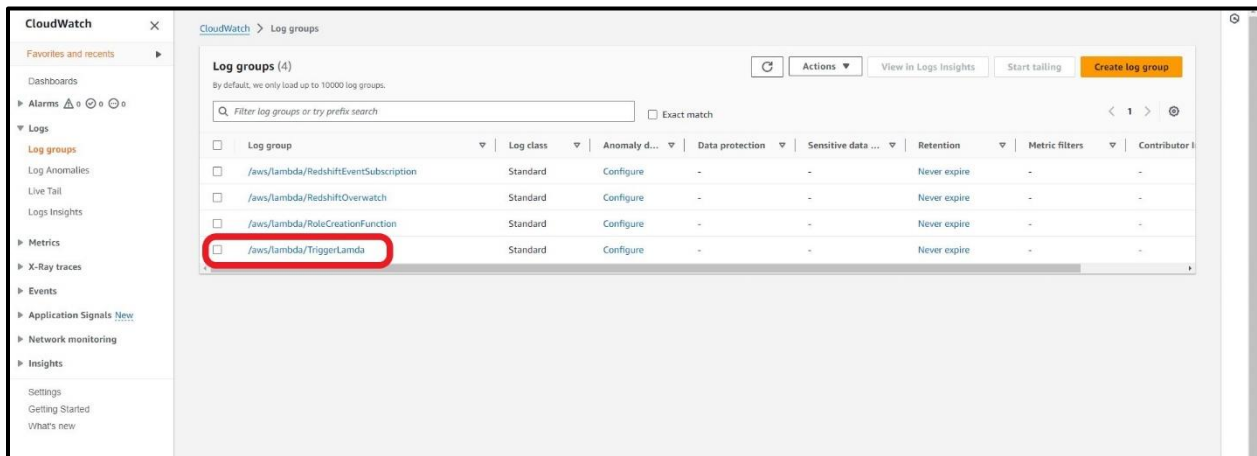 CloudWatch
Favorites and recents
Dashboards
Alarms 0 0 0
Logs
Log groups
Log Anomalies
Live Tail
Logs Insights
Metrics
X-Ray traces
Events
Application Signals New
Network monitoring
Insights
Settings
Getting Started
What's new
CloudWatch > Log groups
Log groups (4)
By default, we only load up to 10000 log groups.
Actions
View in Logs Insights
Start tailing
Create log group
Filter log groups or try prefix search
Exact match
1
Log group Log class Anomaly d... Data protection Sensitive data ... Retention Metric filters Contributor I
/aws/lambda/RedshiftEventSubscription Standard Configure - - Never expire - -
/aws/lambda/RedshiftOverwatch Standard Configure - - Never expire - -
/aws/lambda/RoleCreationFunction Standard Configure - - Never expire - -
/aws/lambda/TriggerLamda Standard Configure - - Never expire - -